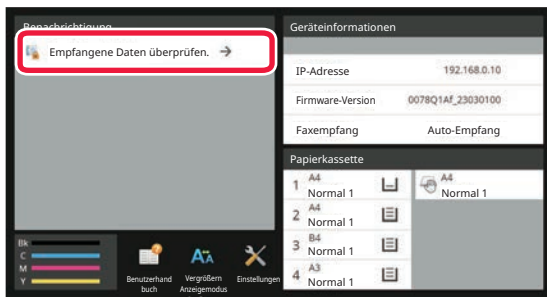 Benachrichtigung
Empfangene Daten überprüfen.
Geräteinformationen
IP-Adresse 192.168.0.10
Firmware-Version 0078Q1Af_23030100
Faxempfang Auto-Empfang
Papierkassette
1 A4
Normal 1
A4
Normal 1
2 A4
Normal 1
3 B4
Normal 1
4 A3
Normal 1
Bk
C
M
Y
Benutzerhand
buch
Vergrößern
Anzeigemodus
Einstellungen